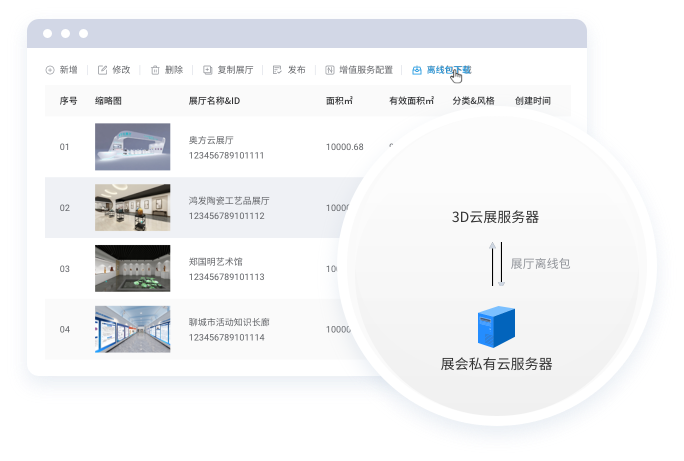 新增 修改 删除 复制展厅 发布 增值服务配置 离线包下载
序号 缩略图 展厅名称&ID 面积㎡ 有效面积㎡ 分类&风格 创建时间
01 奥方云展厅 10000.68
123456789101111
02 鸿发陶瓷工艺品展厅 1000
123456789101112
03 郑国明艺术馆
123456789101113
04 聊城市活动知识长廊 1000
123456789101114
3D云展服务器
展厅离线包
展会私有云服务器